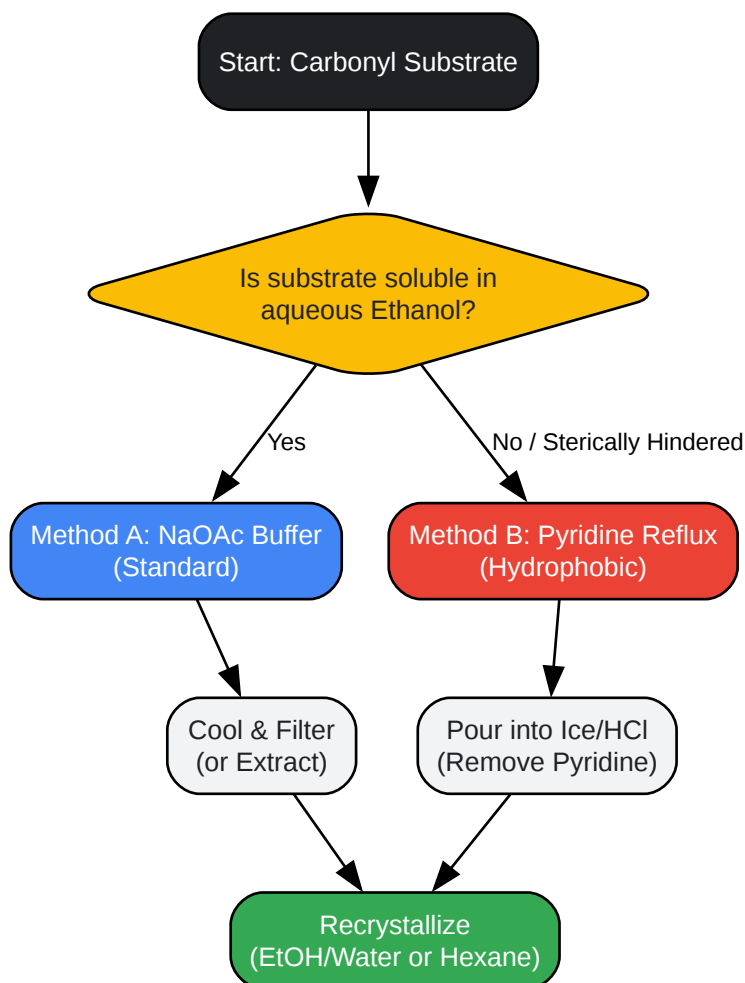 Start: Carbonyl Substrate
Is substrate soluble in
aqueous Ethanol?
Yes
No / Sterically Hindered
Method A: NaOAc Buffer
(Standard)
Method B: Pyridine Reflux
(Hydrophobic)
Cool & Filter
(or Extract)
Pour into Ice/HCl
(Remove Pyridine)
Recrystallize
(EtOH/Water or Hexane)